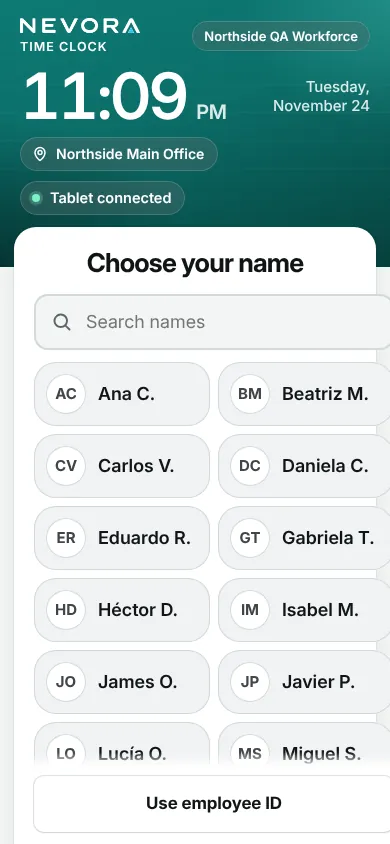 NEVORA
TIME CLOCK
Northside QA Workforce
11:09 PM
Tuesday,
November 24
Northside Main Office
Tablet connected
Choose your name
Search names
AC Ana C.
BM Beatriz M.
CV Carlos V.
DC Daniela C.
ER Eduardo R.
GT Gabriela T.
HD Héctor D.
IM Isabel M.
JO James O.
JP Javier P.
LO Lucía O.
MS Miguel S.
Use employee ID